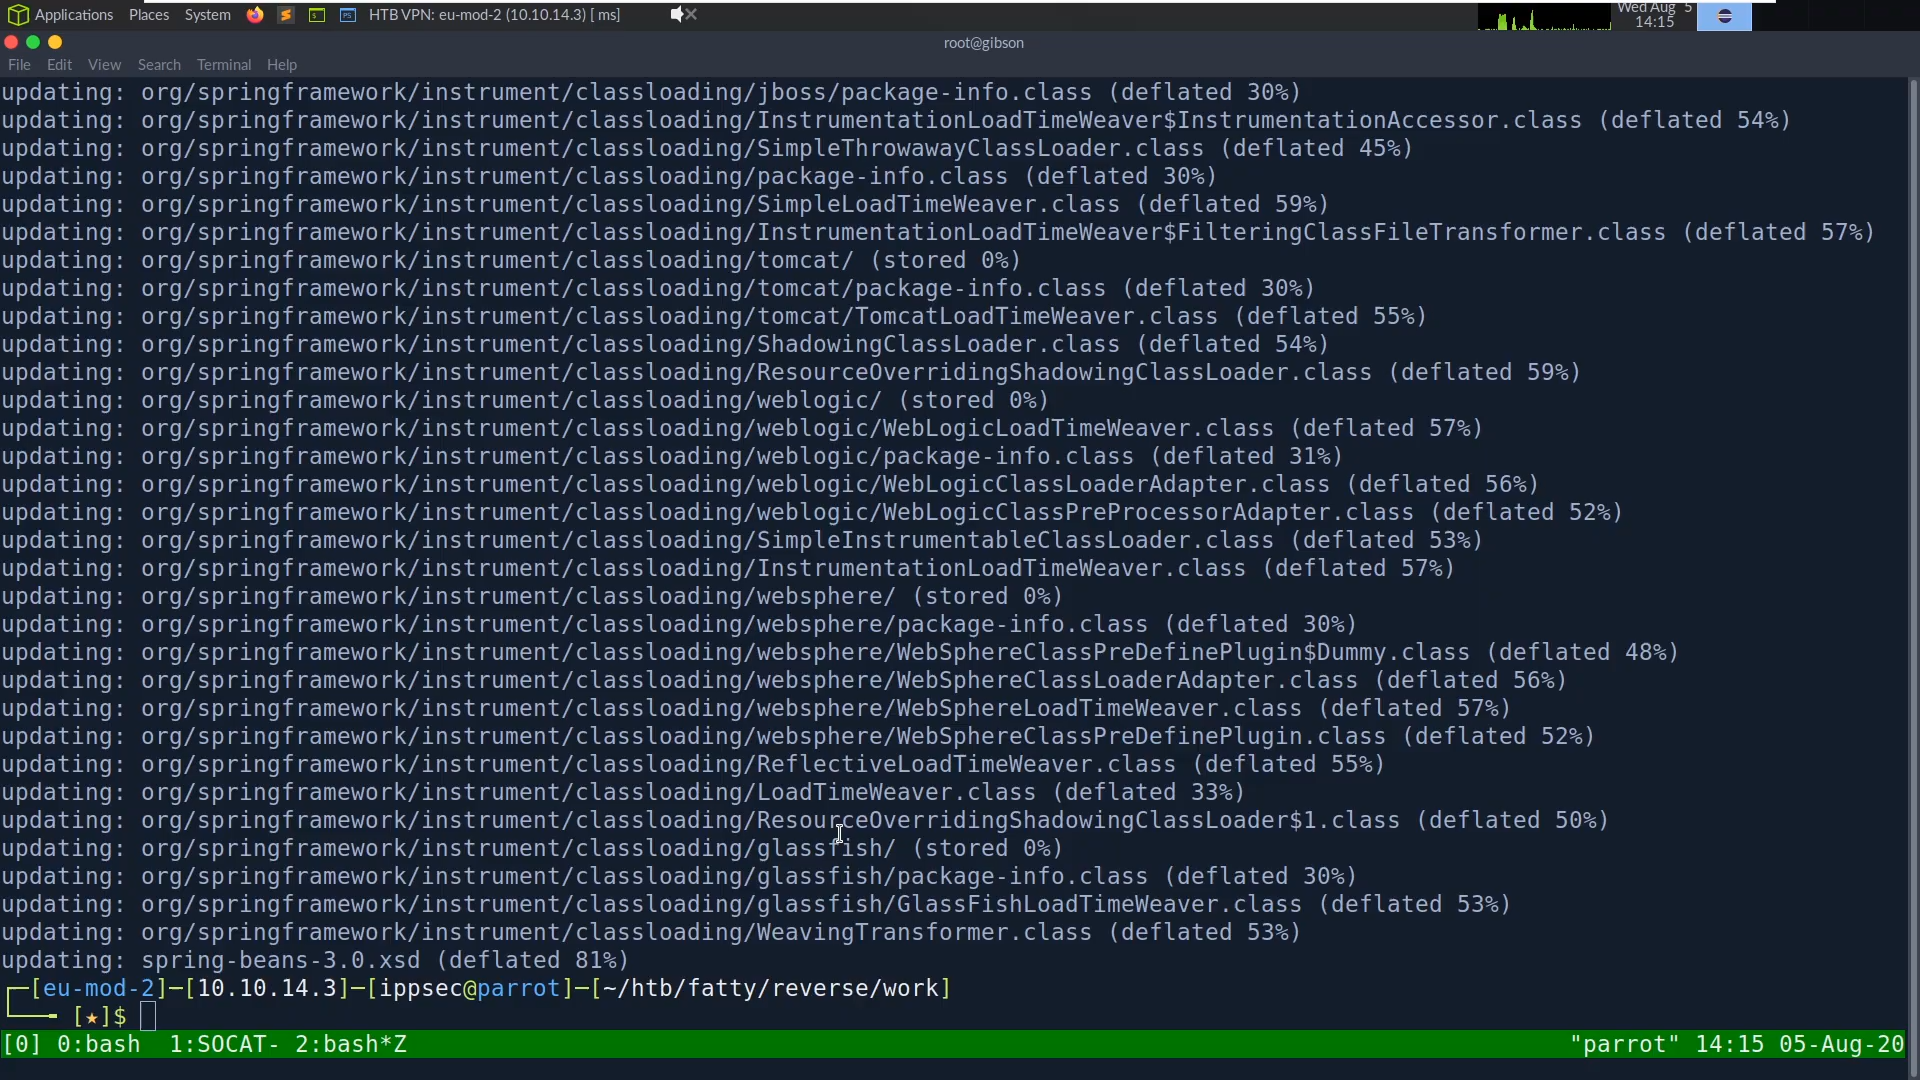 Applications Places System HTB VPN: eu-mod-2 (10.10.14.3) [ ms] Wed Aug 5
14:15
root@gibson
File Edit View Search Terminal Help
updating: org/springframework/instrument/classloading/jboss/package-info.class (deflated 30%)
updating: org/springframework/instrument/classloading/InstrumentationLoadTimeWeaver$InstrumentationAccessor.class (deflated 54%)
updating: org/springframework/instrument/classloading/SimpleThrowawayClassLoader.class (deflated 45%)
updating: org/springframework/instrument/classloading/package-info.class (deflated 30%)
updating: org/springframework/instrument/classloading/SimpleLoadTimeWeaver.class (deflated 59%)
updating: org/springframework/instrument/classloading/InstrumentationLoadTimeWeaver$FilteringClassFileTransformer.class (deflated 57%)
updating: org/springframework/instrument/classloading/tomcat/ (stored 0%)
updating: org/springframework/instrument/classloading/tomcat/package-info.class (deflated 30%)
updating: org/springframework/instrument/classloading/tomcat/TomcatLoadTimeWeaver.class (deflated 55%)
updating: org/springframework/instrument/classloading/ShadowingClassLoader.class (deflated 54%)
updating: org/springframework/instrument/classloading/ResourceOverridingShadowingClassLoader.class (deflated 59%)
updating: org/springframework/instrument/classloading/weblogic/ (stored 0%)
updating: org/springframework/instrument/classloading/weblogic/WebLogicLoadTimeWeaver.class (deflated 57%)
updating: org/springframework/instrument/classloading/weblogic/package-info.class (deflated 31%)
updating: org/springframework/instrument/classloading/weblogic/WebLogicClassLoaderAdapter.class (deflated 56%)
updating: org/springframework/instrument/classloading/weblogic/WebLogicClassPreProcessorAdapter.class (deflated 52%)
updating: org/springframework/instrument/classloading/SimpleInstrumentableClassLoader.class (deflated 53%)
updating: org/springframework/instrument/classloading/InstrumentationLoadTimeWeaver.class (deflated 57%)
updating: org/springframework/instrument/classloading/websphere/ (stored 0%)
updating: org/springframework/instrument/classloading/websphere/package-info.class (deflated 30%)
updating: org/springframework/instrument/classloading/websphere/WebSphereClassPreDefinePlugin$Dummy.class (deflated 48%)
updating: org/springframework/instrument/classloading/websphere/WebSphereClassLoaderAdapter.class (deflated 56%)
updating: org/springframework/instrument/classloading/websphere/WebSphereLoadTimeWeaver.class (deflated 57%)
updating: org/springframework/instrument/classloading/websphere/WebSphereClassPreDefinePlugin.class (deflated 52%)
updating: org/springframework/instrument/classloading/ReflectiveLoadTimeWeaver.class (deflated 55%)
updating: org/springframework/instrument/classloading/LoadTimeWeaver.class (deflated 33%)
updating: org/springframework/instrument/classloading/ResourceOverridingShadowingClassLoader$1.class (deflated 50%)
updating: org/springframework/instrument/classloading/glassfish/ (stored 0%)
updating: org/springframework/instrument/classloading/glassfish/package-info.class (deflated 30%)
updating: org/springframework/instrument/classloading/glassfish/GlassFishLoadTimeWeaver.class (deflated 53%)
updating: org/springframework/instrument/classloading/WeavingTransformer.class (deflated 53%)
updating: spring-beans-3.0.xsd (deflated 81%)
┌─[eu-mod-2]─[10.10.14.3]─[ippsec@parrot]─[~/htb/fatty/reverse/work]
└──╼ [★]$
[0] 0:bash 1:SOCAT- 2:bash*Z "parrot" 14:15 05-Aug-20